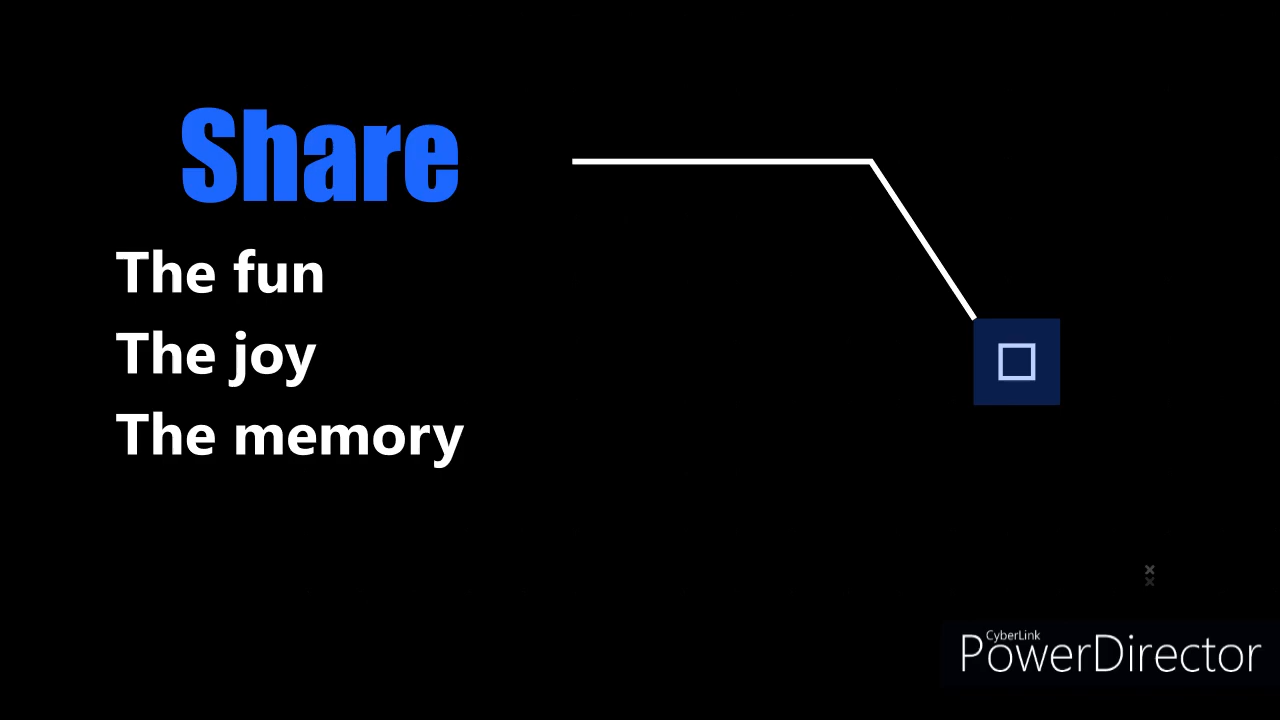 Share
The fun
The joy
The memory
CyberLink
PowerDirector